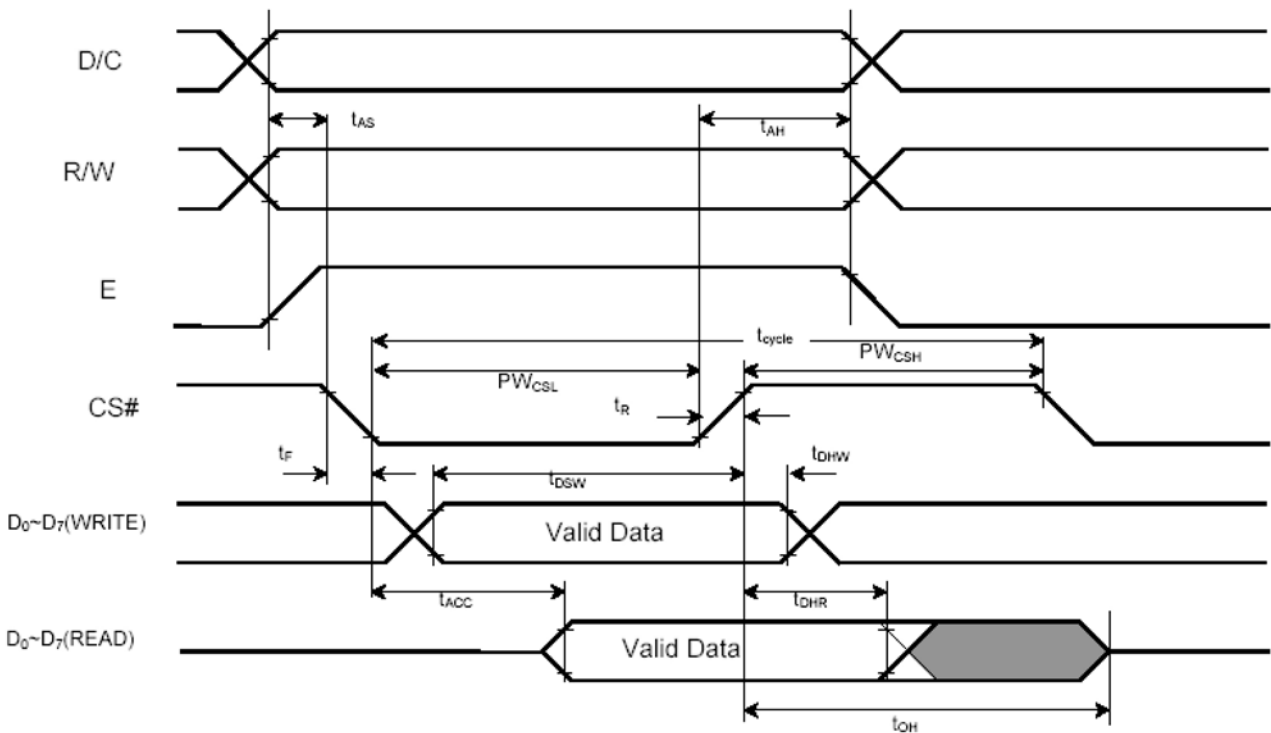 D/C
tAS
tAH
R/W
E
tcycle
PWCSL
PWCSH
CS#
tR
tF
tDSW
tDHW
D0~D7(WRITE)
Valid Data
tACC
tDHR
D0~D7(READ)
Valid Data
tOH